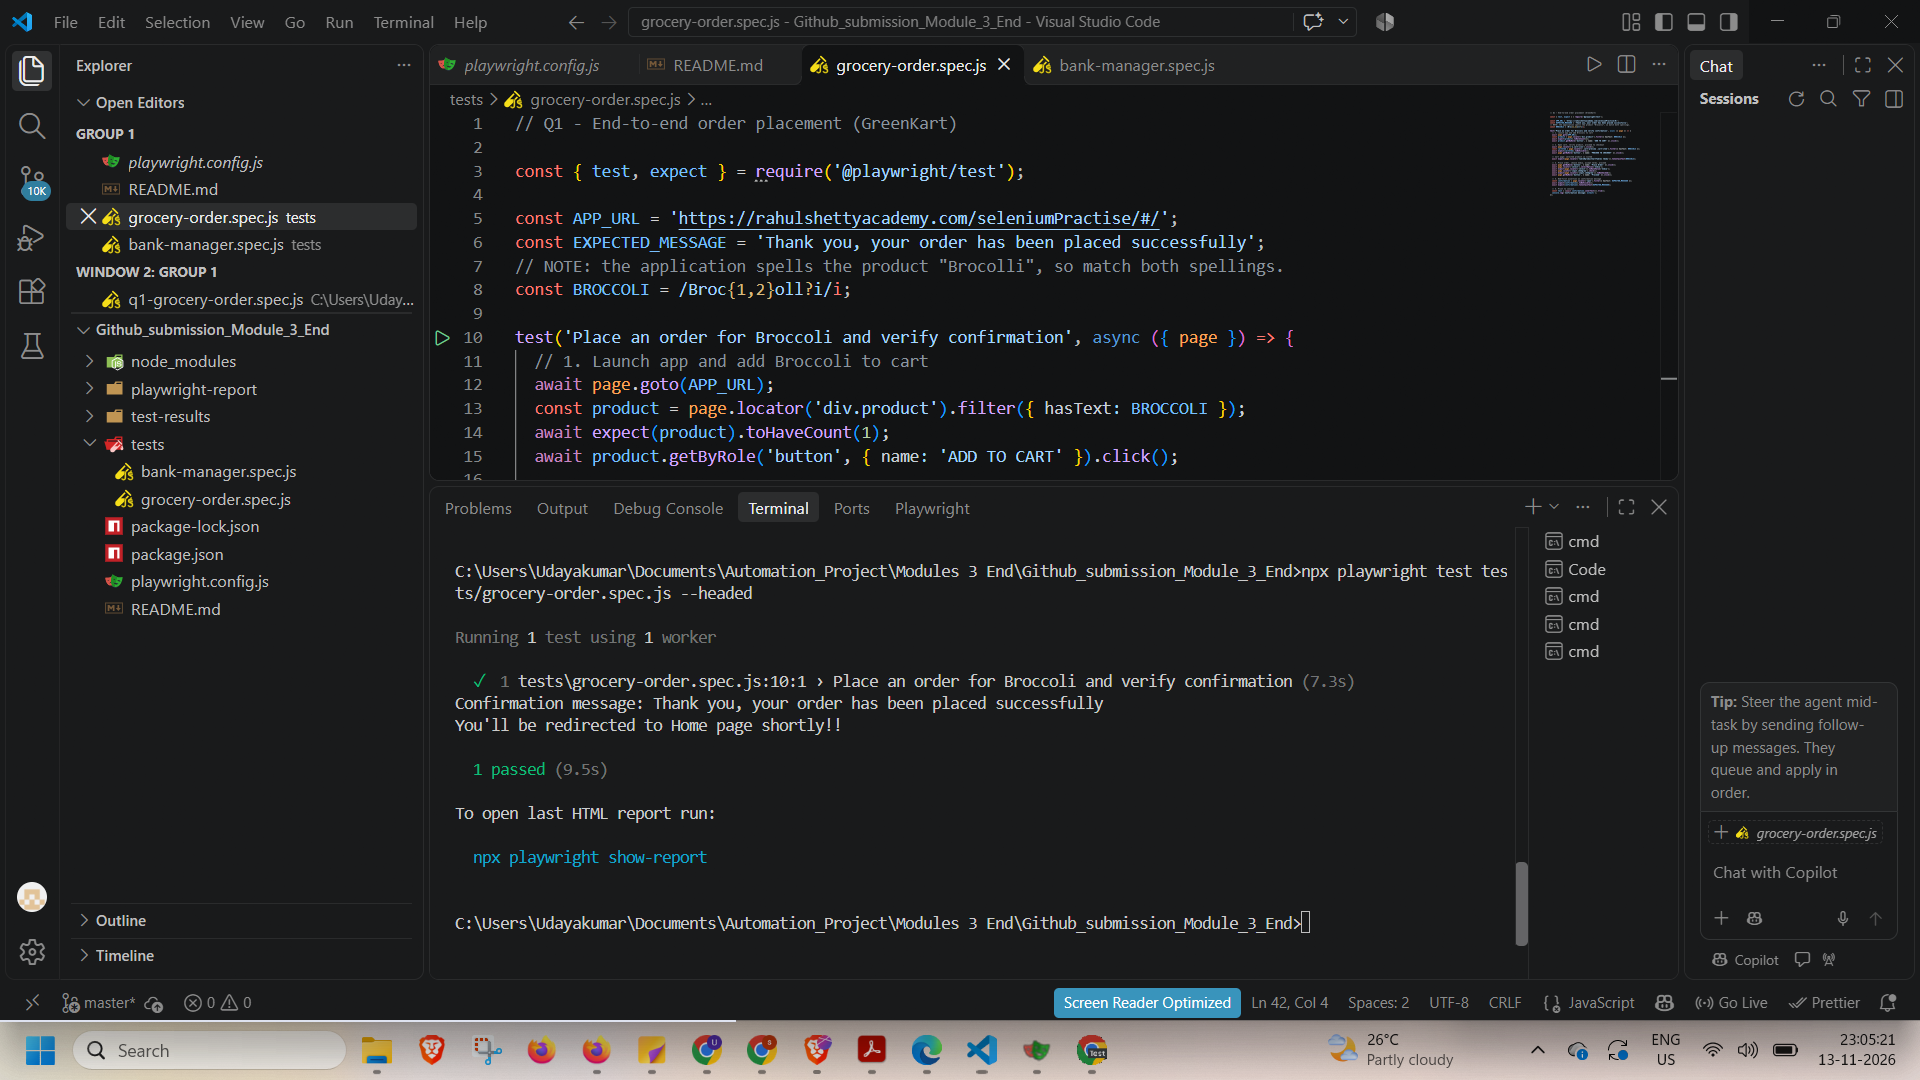 File Edit Selection View Go Run Terminal Help
grocery-order.spec.js - Github_submission_Module_3_End - Visual Studio Code
Explorer
Open Editors
GROUP 1
playwright.config.js
README.md
grocery-order.spec.js tests
bank-manager.spec.js tests
WINDOW 2: GROUP 1
q1-grocery-order.spec.js C:\Users\Uday...
Github_submission_Module_3_End
node_modules
playwright-report
test-results
tests
bank-manager.spec.js
grocery-order.spec.js
package-lock.json
package.json
playwright.config.js
README.md
Outline
Timeline
10K
playwright.config.js README.md grocery-order.spec.js bank-manager.spec.js
tests > grocery-order.spec.js > ...
1 // Q1 - End-to-end order placement (GreenKart)
2
3 const { test, expect } = require('@playwright/test');
4
5 const APP_URL = 'https://rahulshettyacademy.com/seleniumPractise/#/';
6 const EXPECTED_MESSAGE = 'Thank you, your order has been placed successfully';
7 // NOTE: the application spells the product "Brocolli", so match both spellings.
8 const BROCCOLI = /Broc{1,2}oll?i/i;
9
10 test('Place an order for Broccoli and verify confirmation', async ({ page }) => {
11 // 1. Launch app and add Broccoli to cart
12 await page.goto(APP_URL);
13 const product = page.locator('div.product').filter({ hasText: BROCCOLI });
14 await expect(product).toHaveCount(1);
15 await product.getByRole('button', { name: 'ADD TO CART' }).click();
16
Problems Output Debug Console Terminal Ports Playwright
C:\Users\Udayakumar\Documents\Automation_Project\Modules 3 End\Github_submission_Module_3_End>npx playwright test tes
ts/grocery-order.spec.js --headed
Running 1 test using 1 worker
✓ 1 tests\grocery-order.spec.js:10:1 › Place an order for Broccoli and verify confirmation (7.3s)
Confirmation message: Thank you, your order has been placed successfully
You'll be redirected to Home page shortly!!
1 passed (9.5s)
To open last HTML report run:
npx playwright show-report
C:\Users\Udayakumar\Documents\Automation_Project\Modules 3 End\Github_submission_Module_3_End>
cmd
Code
cmd
cmd
cmd
Chat
Sessions
Tip: Steer the agent mid-
task by sending follow-
up messages. They
queue and apply in
order.
grocery-order.spec.js
Chat with Copilot
Copilot
master* 0 0 Screen Reader Optimized Ln 42, Col 4 Spaces: 2 UTF-8 CRLF JavaScript Go Live Prettier
Search
26°C
Partly cloudy
ENG
US
23:05:21
13-11-2026